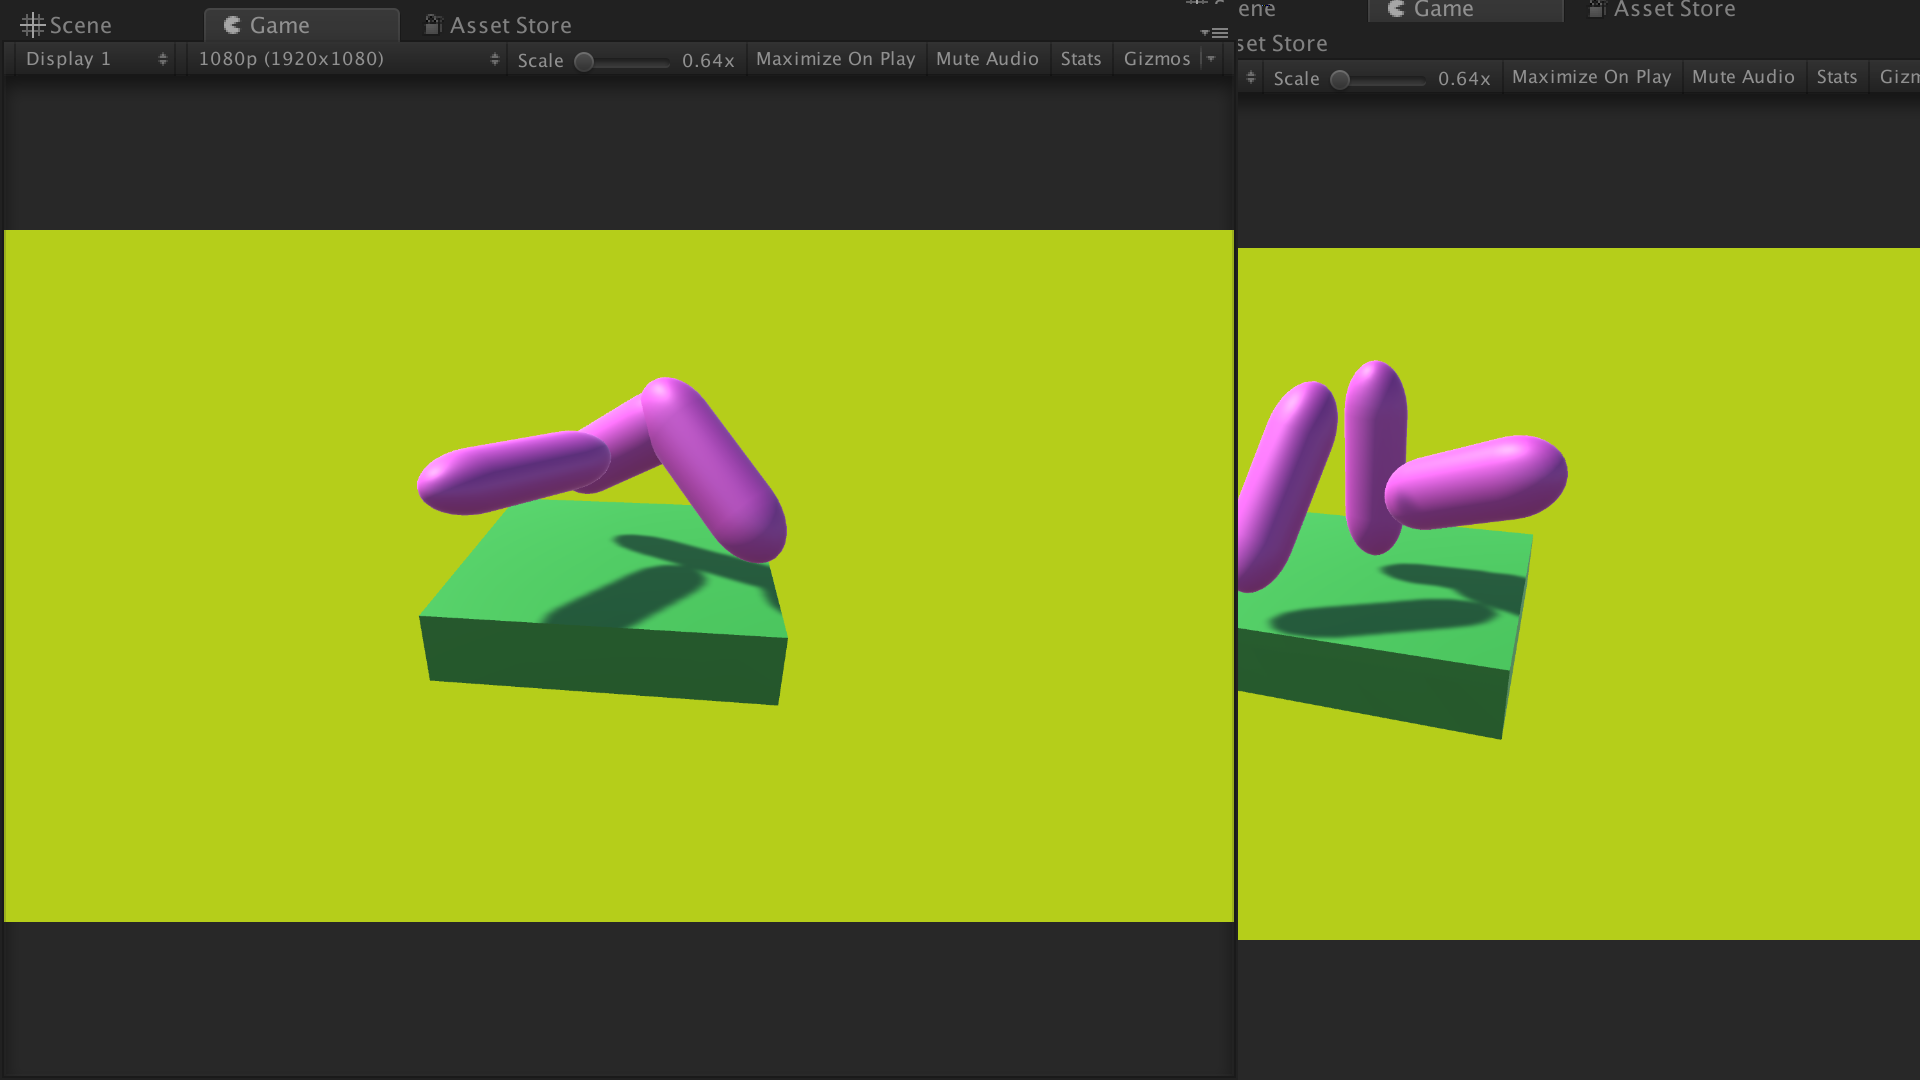 Scene Game Asset Store
Display 1 1080p (1920x1080) Scale 0.64x Maximize On Play Mute Audio Stats Gizmos
ene Game Asset Store
set Store
Scale 0.64x Maximize On Play Mute Audio Stats Gizm